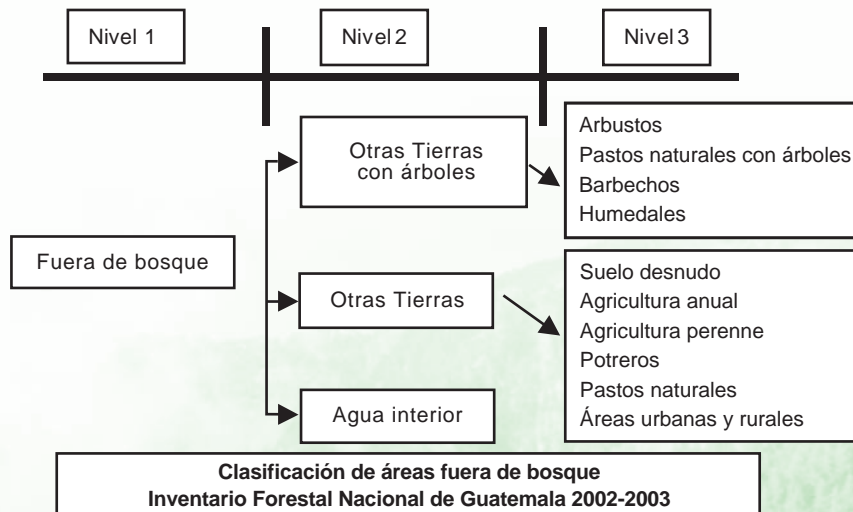 Nivel 1
Nivel 2
Nivel 3
Fuera de bosque
Otras Tierras
con árboles
Arbustos
Pastos naturales con árboles
Barbechos
Humedales
Otras Tierras
Suelo desnudo
Agricultura anual
Agricultura perenne
Potreros
Pastos naturales
Áreas urbanas y rurales
Agua interior
Clasificación de áreas fuera de bosque
Inventario Forestal Nacional de Guatemala 2002-2003